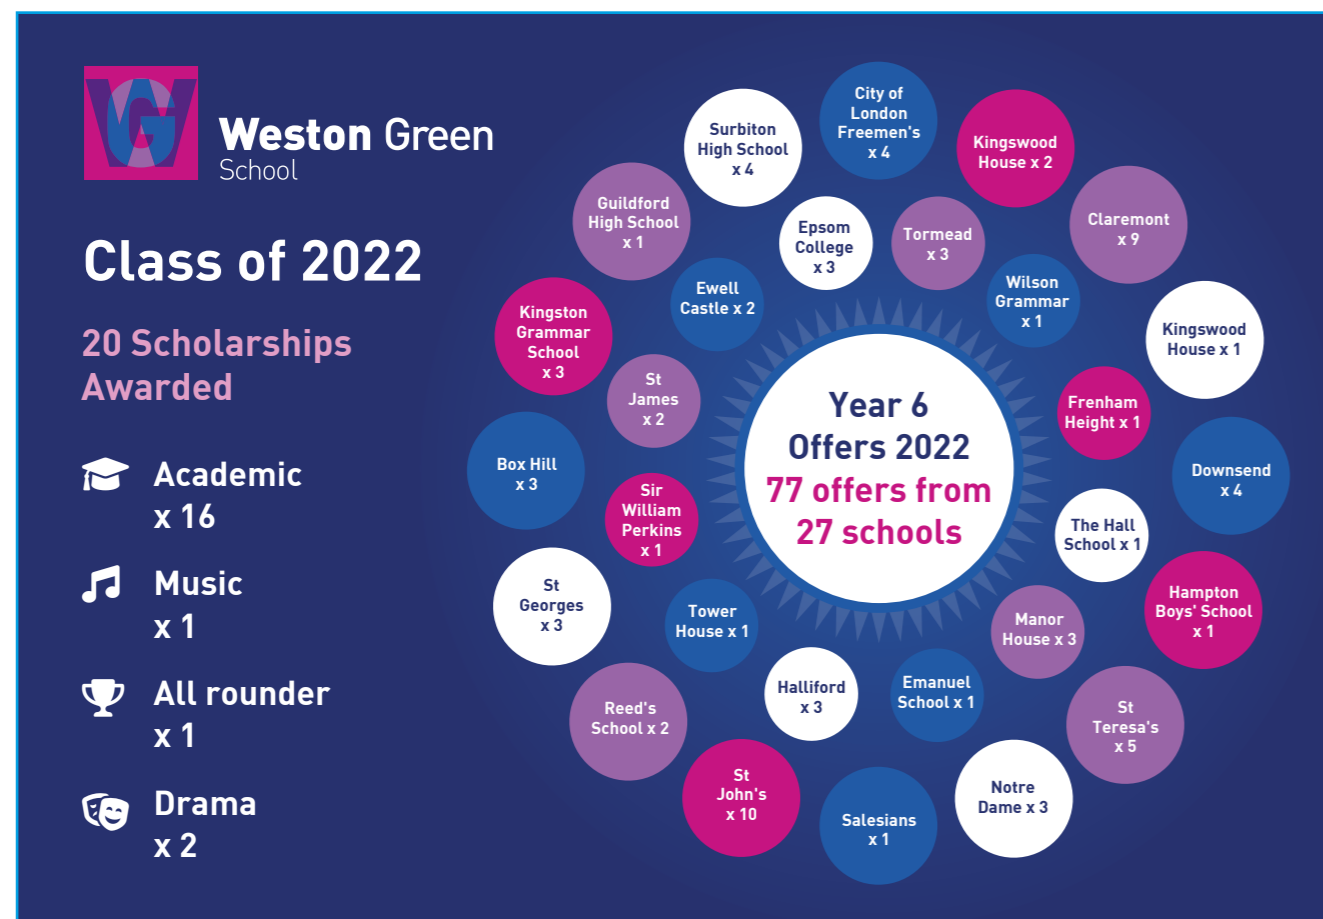 Weston Green
School
Class of 2022
20 Scholarships
Awarded
Academic
x 16
Music
x 1
All rounder
x 1
Drama
x 2
City of
London
Freemen's
x 4
Kingswood
House x 2
Claremont
x 9
Kingswood
House x 1
Downsend
x 4
Hampton
Boys' School
x 1
St
Teresa's
x 5
Notre
Dame x 3
Salesians
x 1
St
John's
x 10
Reed's
School x 2
St
Georges
x 3
Box Hill
x 3
Kingston
Grammar
School
x 3
Guildford
High School
x 1
Surbiton
High School
x 4
Epsom
College
x 3
Tormead
x 3
Wilson
Grammar
x 1
Frenham
Height x 1
The Hall
School x 1
Manor
House x 3
Emanuel
School x 1
Halliford
x 3
Tower
House x 1
Sir
William
Perkins
x 1
St
James
x 2
Ewell
Castle x 2
Year 6
Offers 2022
77 offers from
27 schools